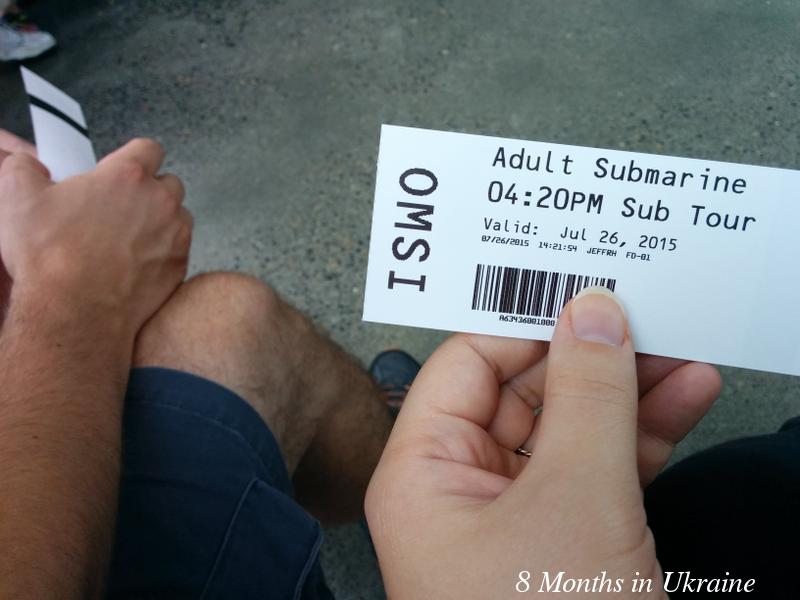 OMSI
Adult Submarine
04:20PM Sub Tour
Valid: Jul 26, 2015
07/26/2015 14:21:54 JEFFRH FD-01
A63436001000
8 Months in Ukraine